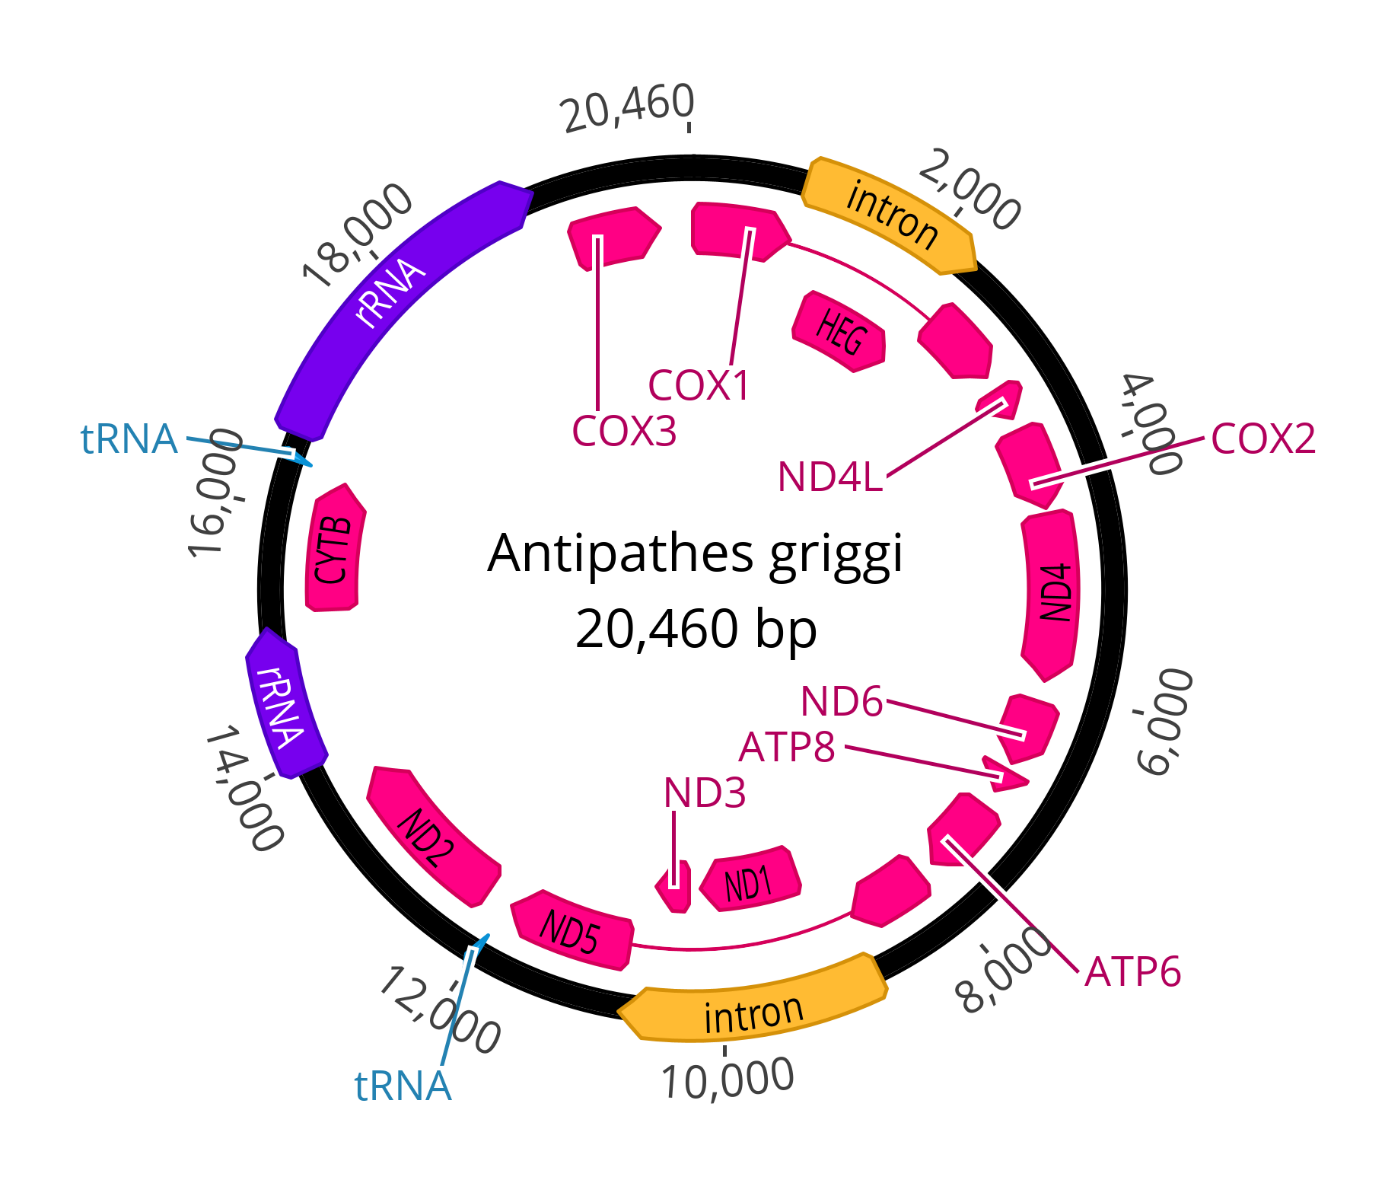 20,460
2,000
intron
18,000
rRNA
HEG
COX1
COX3
4,000
COX2
tRNA
ND4L
16,000
CYTB
Antipathes griggi
20,460 bp
ND4
ND6
6,000
ATP8
rRNA
14,000
ND3
ND2
ND1
ND5
8,000
ATP6
12,000
intron
10,000
tRNA